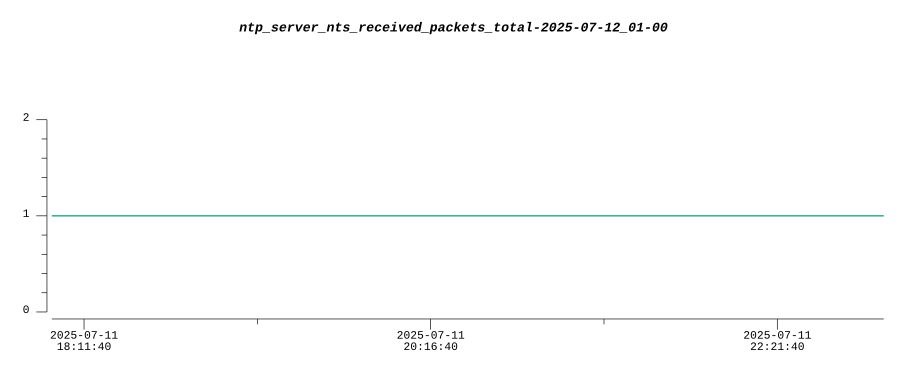 ntp_server_nts_received_packets_total-2025-07-12_01-00
2
1
0
2025-07-11 2025-07-11 2025-07-11
18:11:40 20:16:40 22:21:40